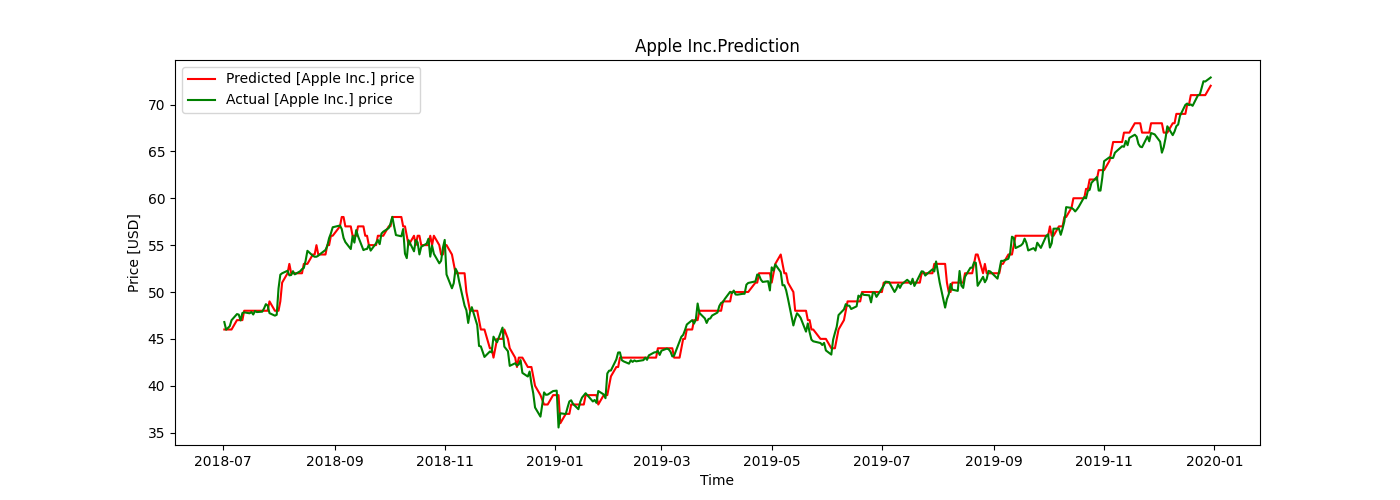 Apple Inc.Prediction
Predicted [Apple Inc.] price
Actual [Apple Inc.] price
Price [USD]
70
65
60
55
50
45
40
35
2018-07 2018-09 2018-11 2019-01 2019-03 2019-05 2019-07 2019-09 2019-11 2020-01
Time